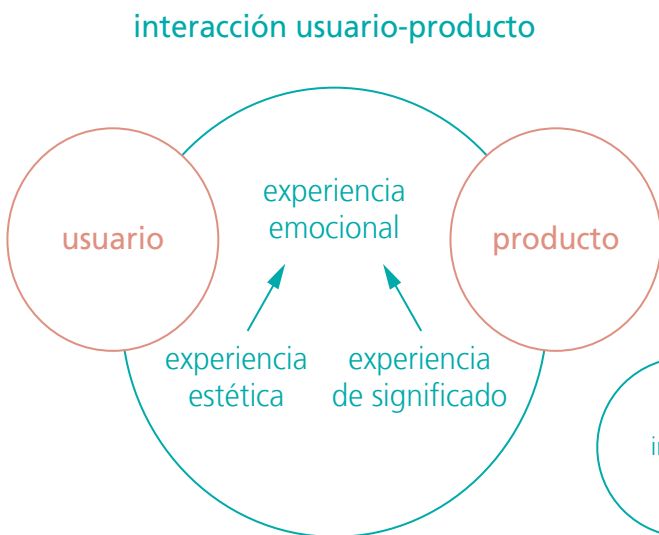 interacción usuario-producto
experiencia
emocional
usuario
producto
experiencia
estética
experiencia
de significado